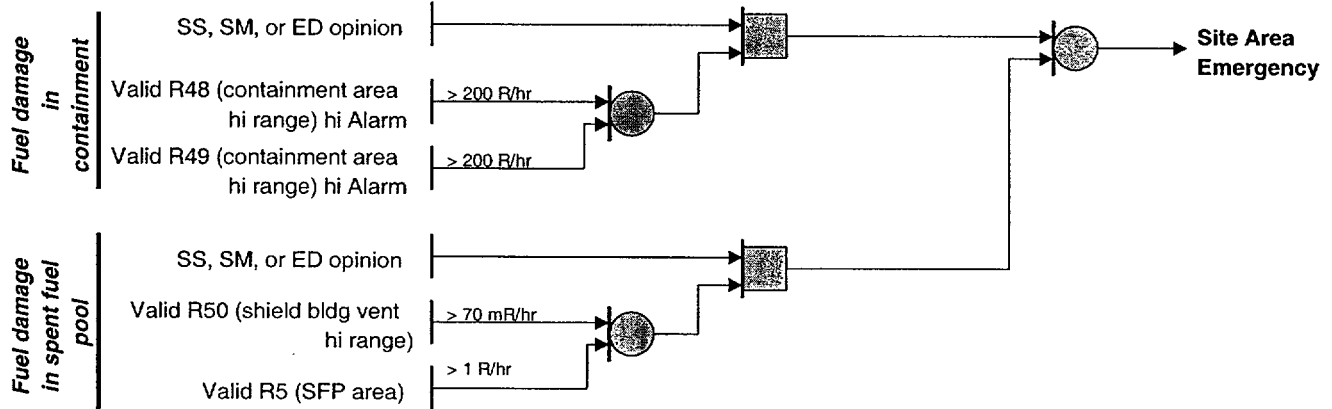 Fuel damage
in
containment
SS, SM, or ED opinion
Valid R48 (containment area
hi range) hi Alarm
> 200 R/hr
Valid R49 (containment area
hi range) hi Alarm
> 200 R/hr
Site Area
Emergency
Fuel damage
in spent fuel
pool
SS, SM, or ED opinion
Valid R50 (shield bldg vent
hi range)
> 70 mR/hr
> 1 R/hr
Valid R5 (SFP area)